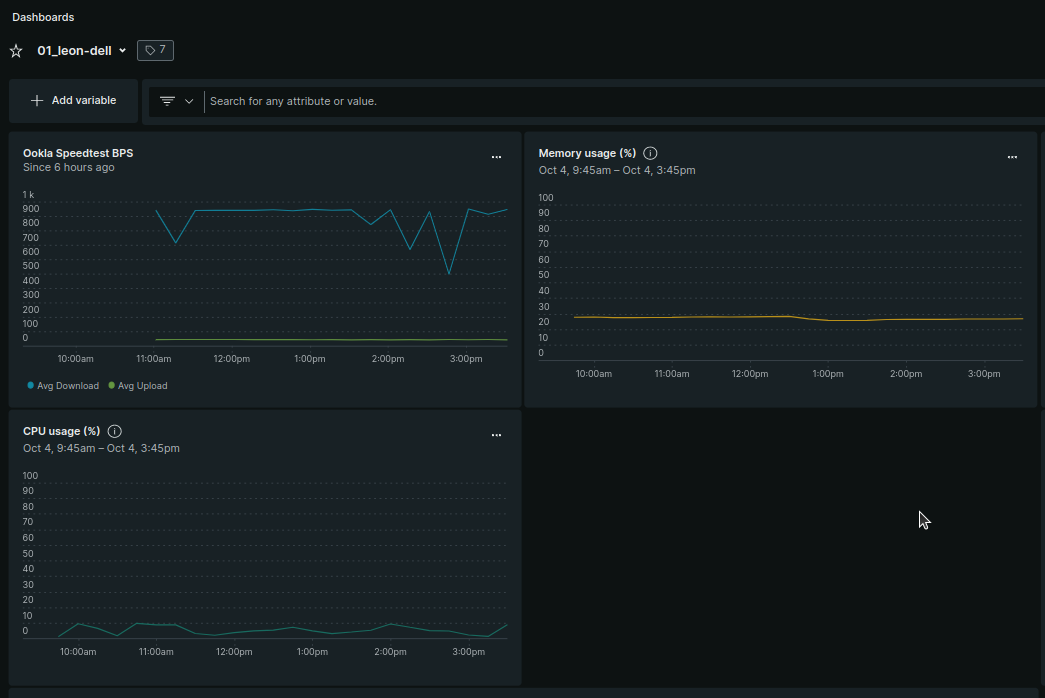 Dashboards
01_leon-dell
7
Add variable
Search for any attribute or value.
Ookla Speedtest BPS
Since 6 hours ago
1 k
900
800
700
600
500
400
300
200
100
0
10:00am 11:00am 12:00pm 1:00pm 2:00pm 3:00pm
Avg Download Avg Upload
Memory usage (%)
Oct 4, 9:45am – Oct 4, 3:45pm
100
90
80
70
60
50
40
30
20
10
0
10:00am 11:00am 12:00pm 1:00pm 2:00pm 3:00pm
CPU usage (%)
Oct 4, 9:45am – Oct 4, 3:45pm
100
90
80
70
60
50
40
30
20
10
0
10:00am 11:00am 12:00pm 1:00pm 2:00pm 3:00pm